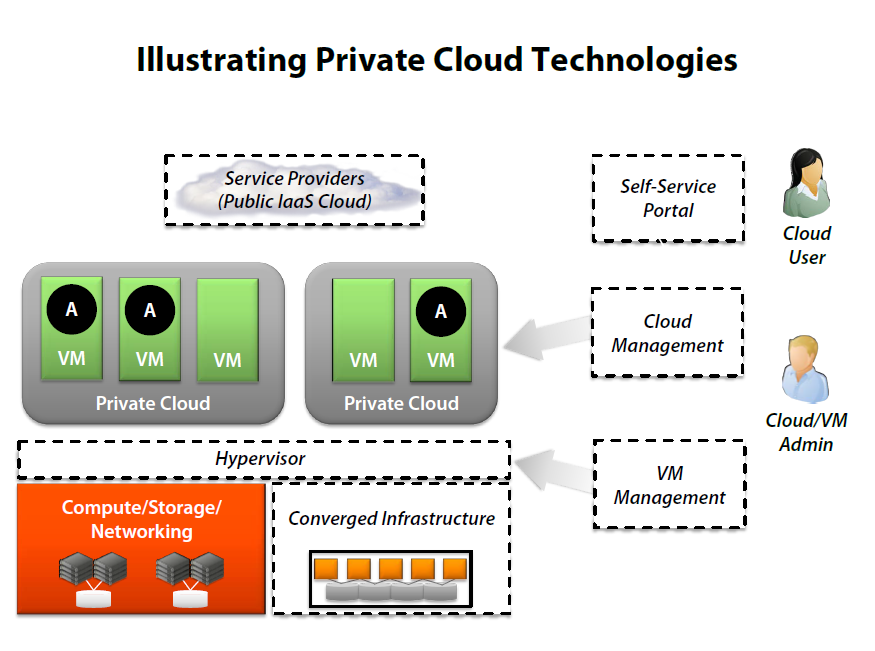 Illustrating Private Cloud Technologies
Service Providers
(Public IaaS Cloud)
Self-Service
Portal
Cloud
User
A
VM
A
VM
VM
Private Cloud
VM
A
VM
Private Cloud
Cloud
Management
Cloud/VM
Admin
Hypervisor
VM
Management
Compute/Storage/
Networking
Converged Infrastructure